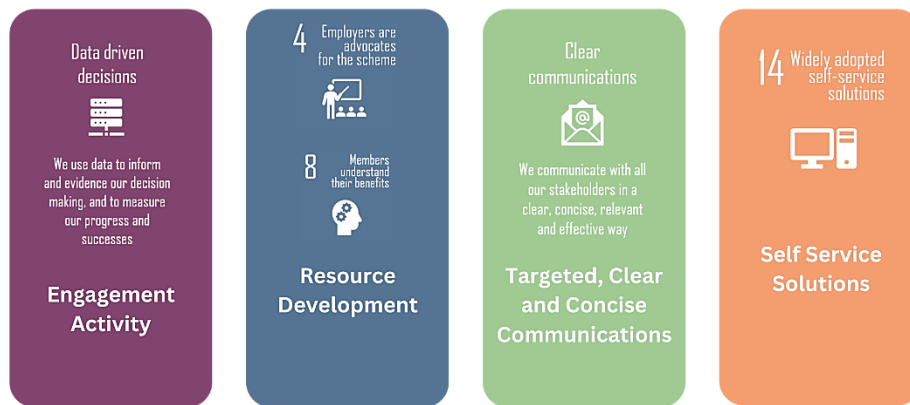 Data driven
decisions
We use data to inform
and evidence our decision
making, and to measure
our progress and
successes
Engagement
Activity
4 Employers are
advocates
for the scheme
8 Members
understand
their benefits
Resource
Development
Clear
communications
@
We communicate with all
our stakeholders in a
clear, concise, relevant
and effective way
Targeted, Clear
and Concise
Communications
14 Widely adopted
self-service
solutions
Self Service
Solutions